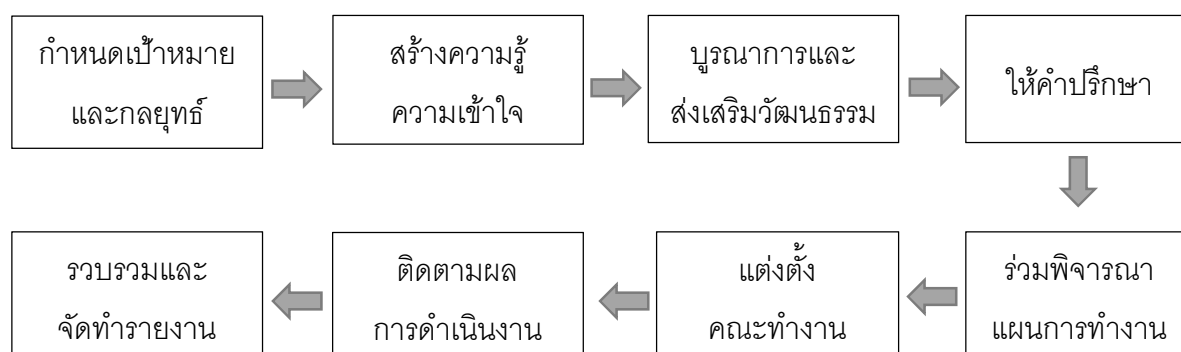 กำหนดเป้าหมาย
และกลยุทธ์
สร้างความรู้
ความเข้าใจ
บูรณาการและ
ส่งเสริมวัฒนธรรม
ให้คำปรึกษา
ร่วมพิจารณา
แผนการทำงาน
แต่งตั้ง
คณะทำงาน
ติดตามผล
การดำเนินงาน
รวบรวมและ
จัดทำรายงาน